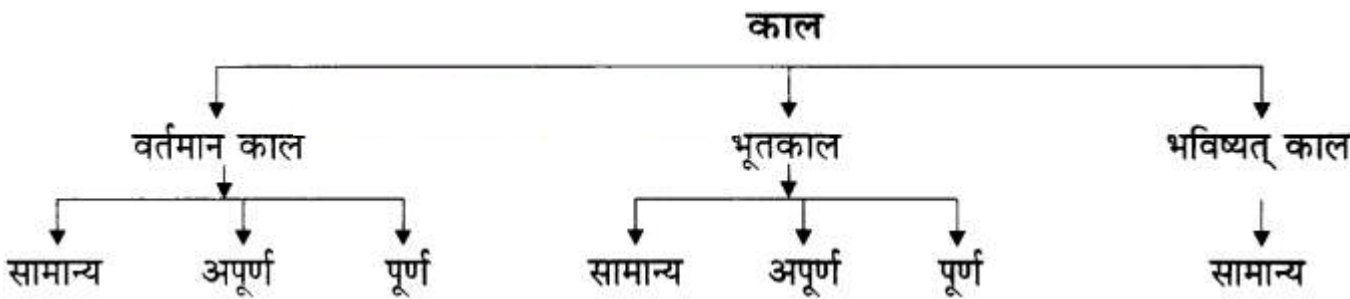 काल
वर्तमान काल भूतकाल भविष्यत् काल
सामान्य अपूर्ण पूर्ण सामान्य अपूर्ण पूर्ण सामान्य